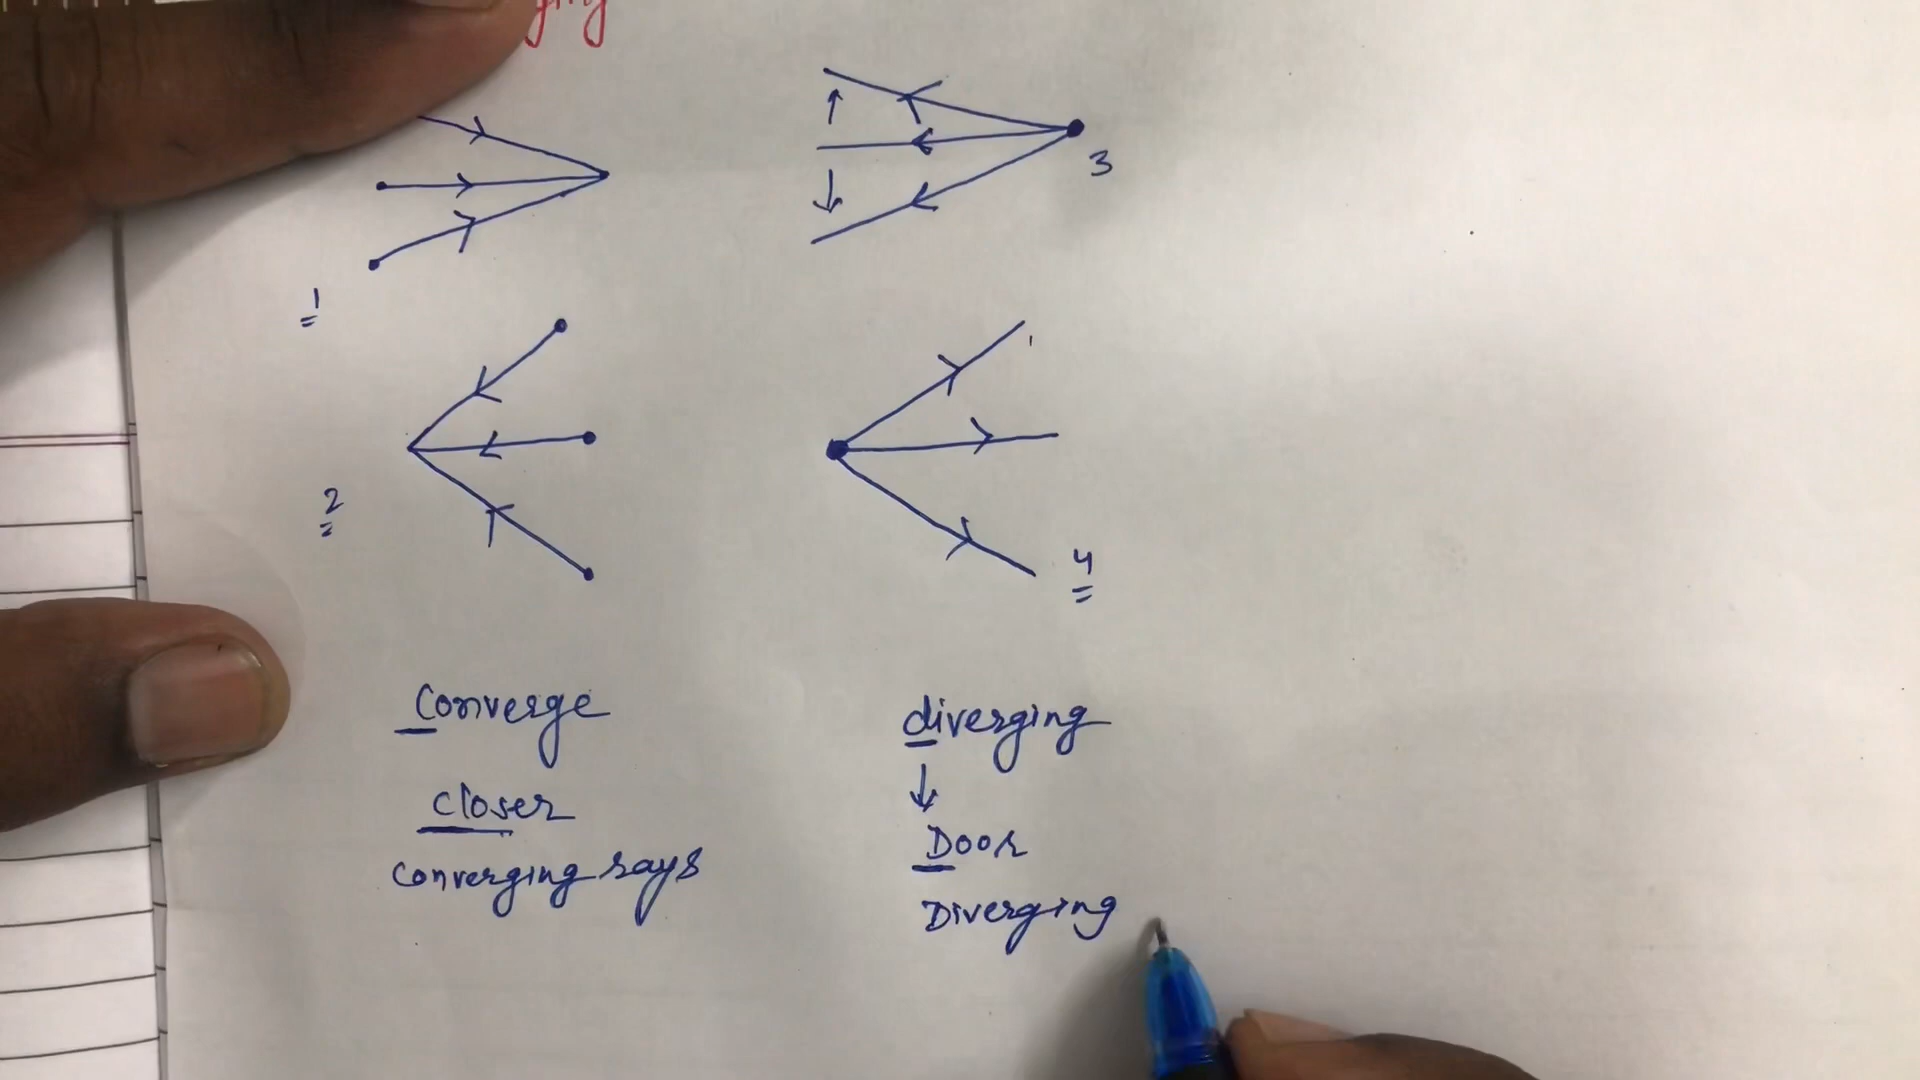 1
3
2
4
Converge
closer
converging rays
diverging
Door
Diverging